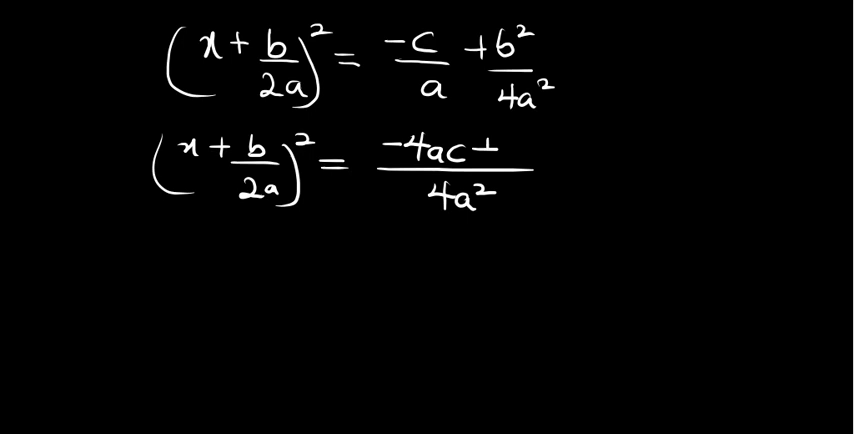 (x + b/2a)² = -c/a + b²/4a²
(x + b/2a)² = -4ac +/4a²